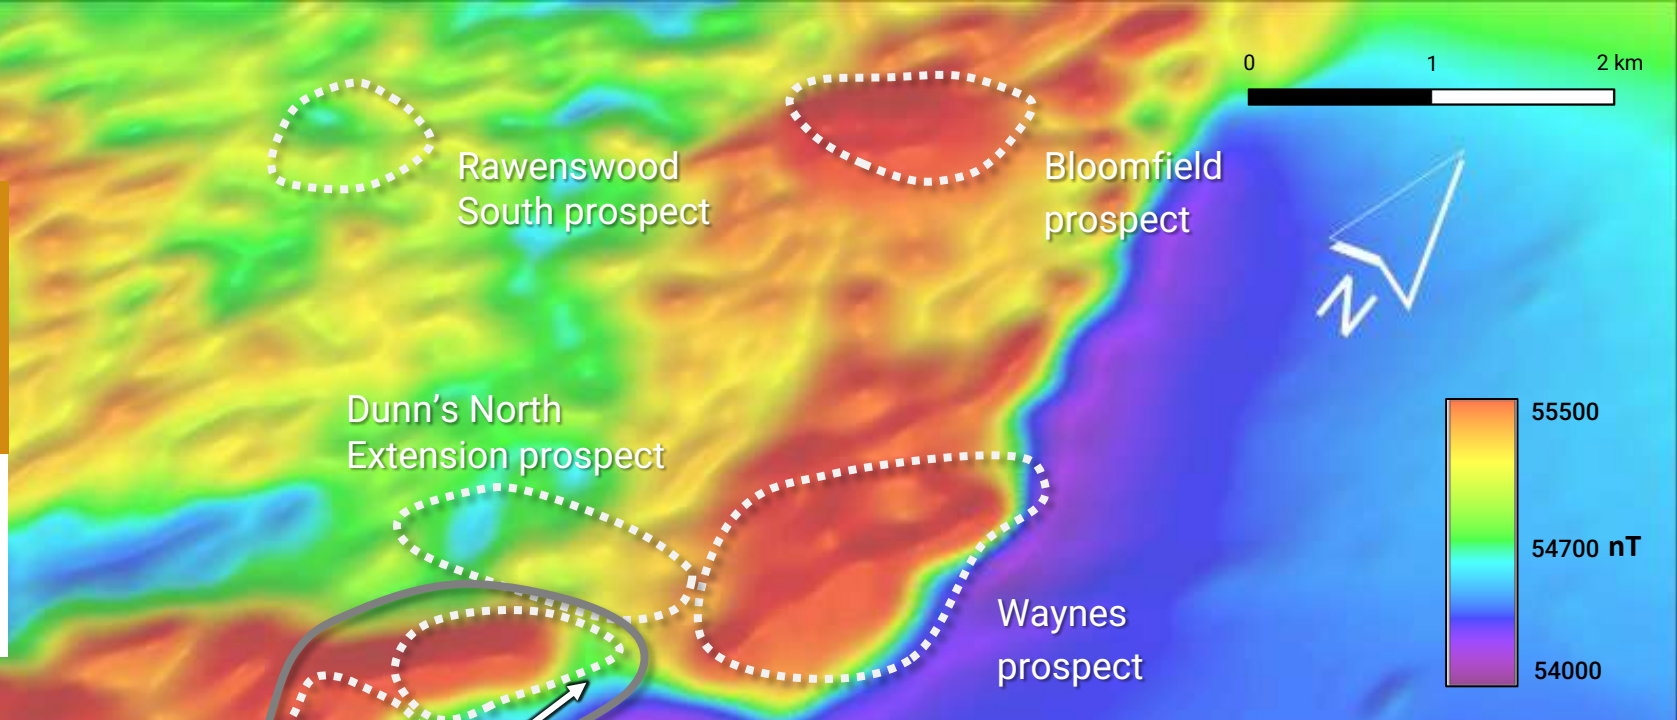 0 1 2 km
Rawenswood
South prospect
Bloomfield
prospect
N
Dunn’s North
Extension prospect
55500
54700 nT
54000
Waynes
prospect